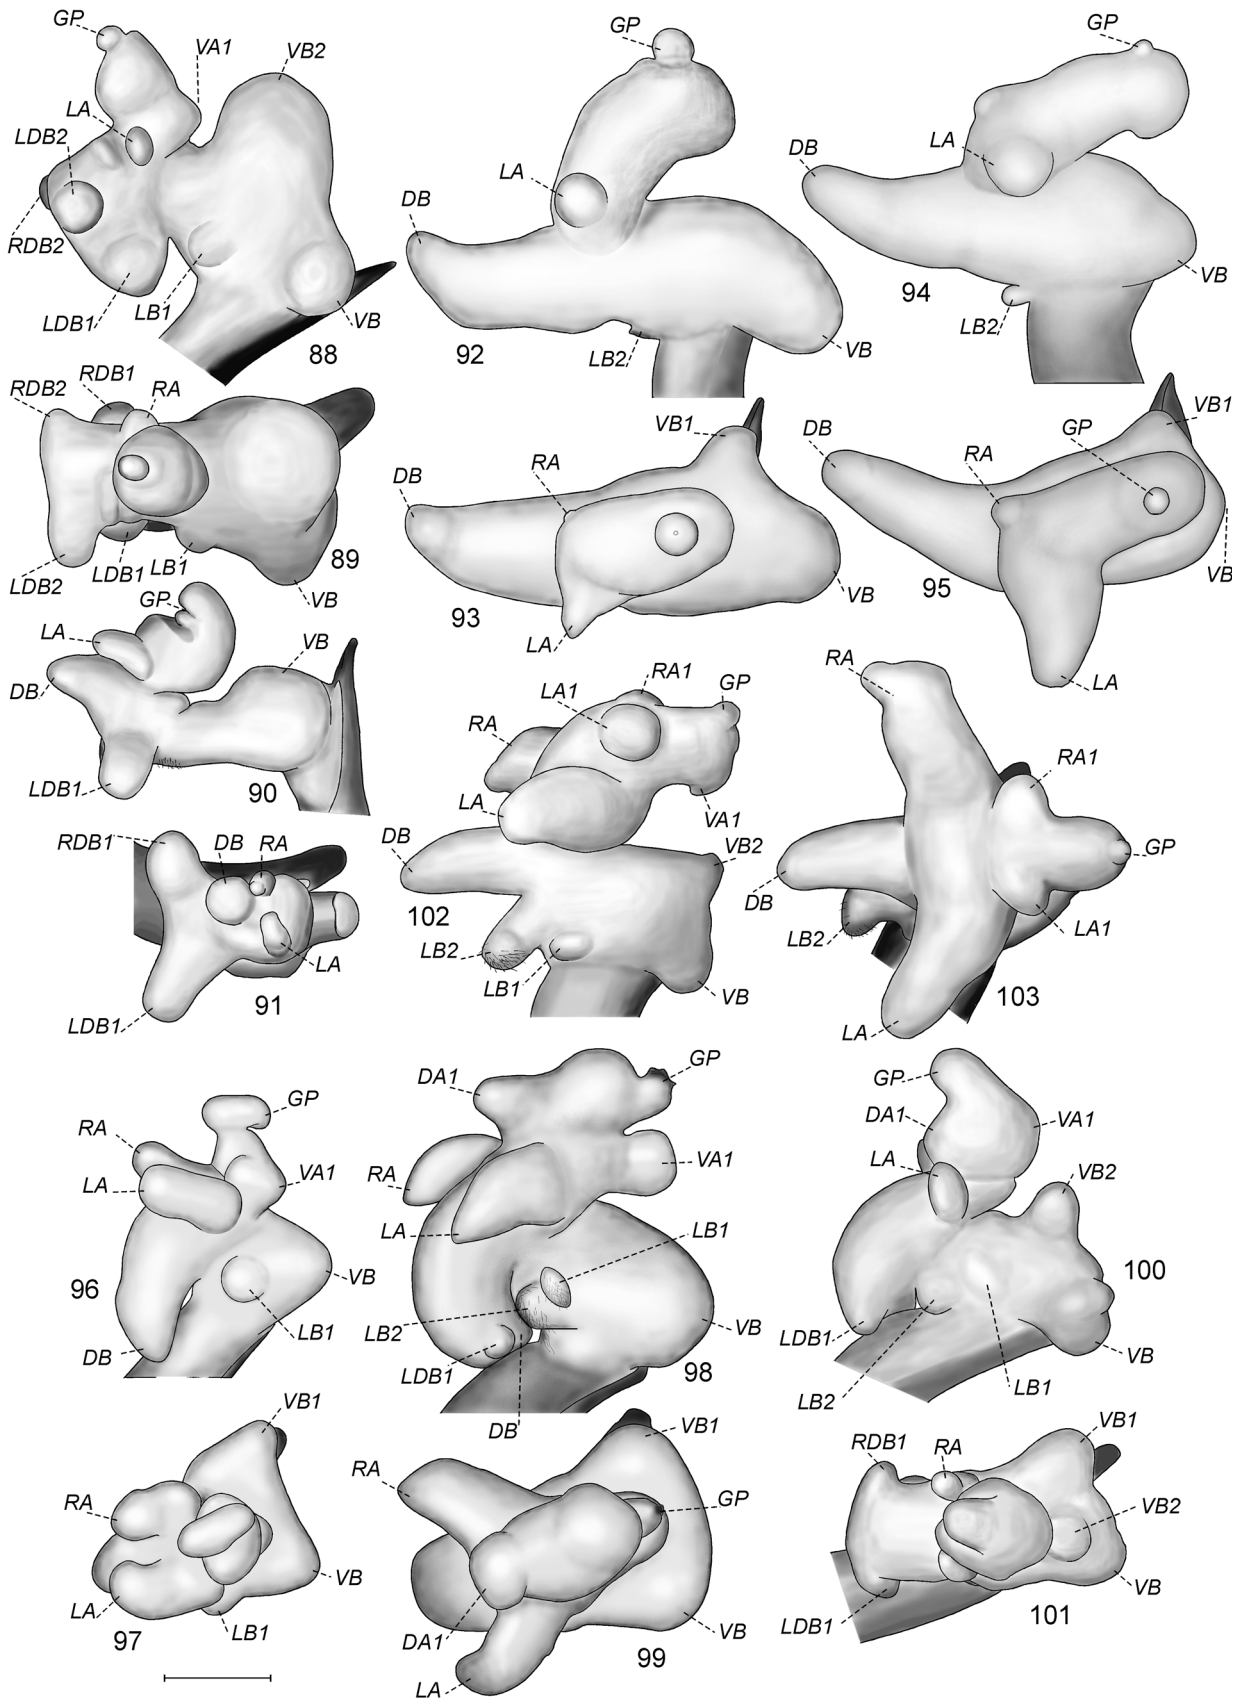 GP
VA1
VB2
LA
LDB2
RDB2
LDB1
LB1
VB
88
GP
LA
DB
LB2
VB
92
GP
LA
DB
LB2
VB
94
RDB2
RDB1
RA
LDB2
LDB1
LB1
VB
89
VB1
RA
DB
LA
VB
93
VB1
GP
DB
RA
VB
LA
95
GP
LA
VB
DB
LDB1
90
RDB1
DB
RA
LA
LDB1
91
RA1
LA1
GP
RA
LA
VA1
DB
VB2
LB2
LB1
VB
102
RA
RA1
GP
DB
LB2
LA1
LA
103
GP
RA
LA
VA1
VB
LB1
DB
96
DA1
GP
RA
VA1
LA
LB1
LB2
LDB1
VB
DB
98
GP
DA1
VA1
LA
VB2
LDB1
LB2
LB1
VB
100
VB1
RA
LA
LB1
VB
97
VB1
RA
GP
DA1
LA
VB
99
VB1
RDB1
RA
VB2
VB
LDB1
101